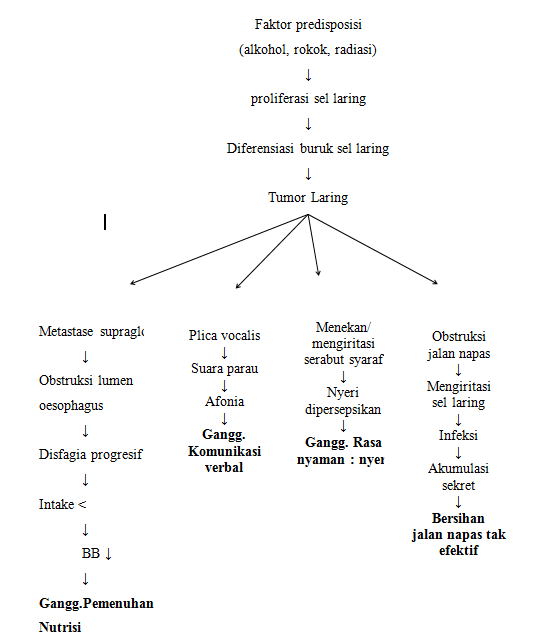 Faktor predisposisi
(alkohol, rokok, radiasi)
↓
proliferasi sel laring
↓
Diferensiasi buruk sel laring
↓
Tumor Laring
Metastase
↓
Obstruksi lumen
oesophagus
↓
Disfagia progresif
↓
Intake <
↓
BB ↓
↓
Gangg.Pemenuhan
Nutrisi
Plica vocalis
↓
Suara parau
↓
Afonia
↓
Gangg.
Komunikasi
verbal
Menekan/
mengiritasi
serabut syaraf
↓
Nyeri
dipersepsikan
↓
Gangg. Rasa
nyaman :
Obstruksi
jalan napas
↓
Mengiritasi
sel laring
↓
Infeksi
↓
Akumulasi
sekret
↓
Bersihan
jalan napas tak
efektif